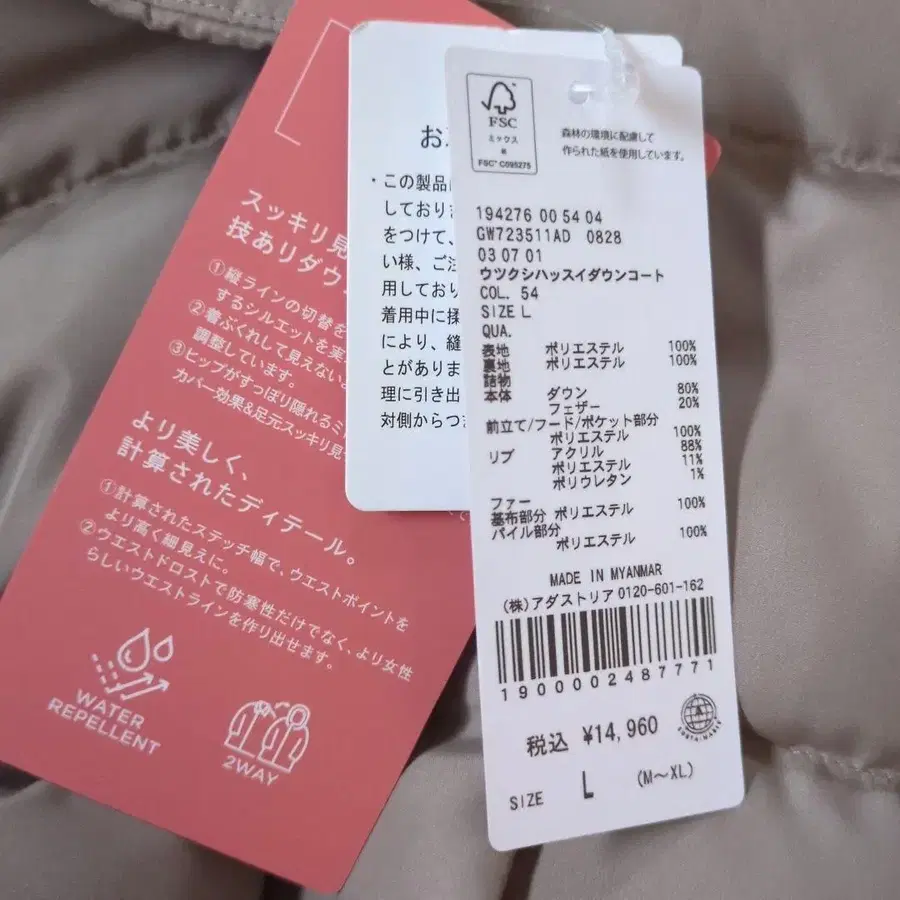 スッキリ見
技ありダウ
①縦ラインの切替を
するシルエットを実
②着ぶくれして見えないよ
調整しています。
③ヒップがすっぽり隠れるミ
カバー効果&足元スッキリ見
より美しく、
計算されたディテール。
①計算されたステッチ幅で、ウエストポイントを
より高く細見えに。
②ウエストドロストで防寒性だけでなく、より女性
らしいウエストラインを作り出せます。
WATER
REPELLENT
2WAY
お
・この製品
しており
をつけて、
い様、ご注
用しており
着用中に揉
により、縫
とがありま
理に引き出
対側からつ
FSC
ミックス
紙
FSC® C095275
森林の環境に配慮して
作られた紙を使用しています。
194276 00 54 04
GW723511AD 0828
03 07 01
ウツクシハッスイダウンコート
COL. 54
SIZE L
QUA.
表地 ポリエステル 100%
裏地 ポリエステル 100%
詰物
本体 ダウン 80%
フェザー 20%
前立て/フード/ポケット部分
ポリエステル 100%
リブ アクリル 88%
ポリエステル 11%
ポリウレタン 1%
ファー
基布部分 ポリエステル 100%
パイル部分
ポリエステル 100%
MADE IN MYANMAR
(株)アダストリア 0120-601-162
1900002487771
税込 ¥14,960
SIZE L (M〜XL)